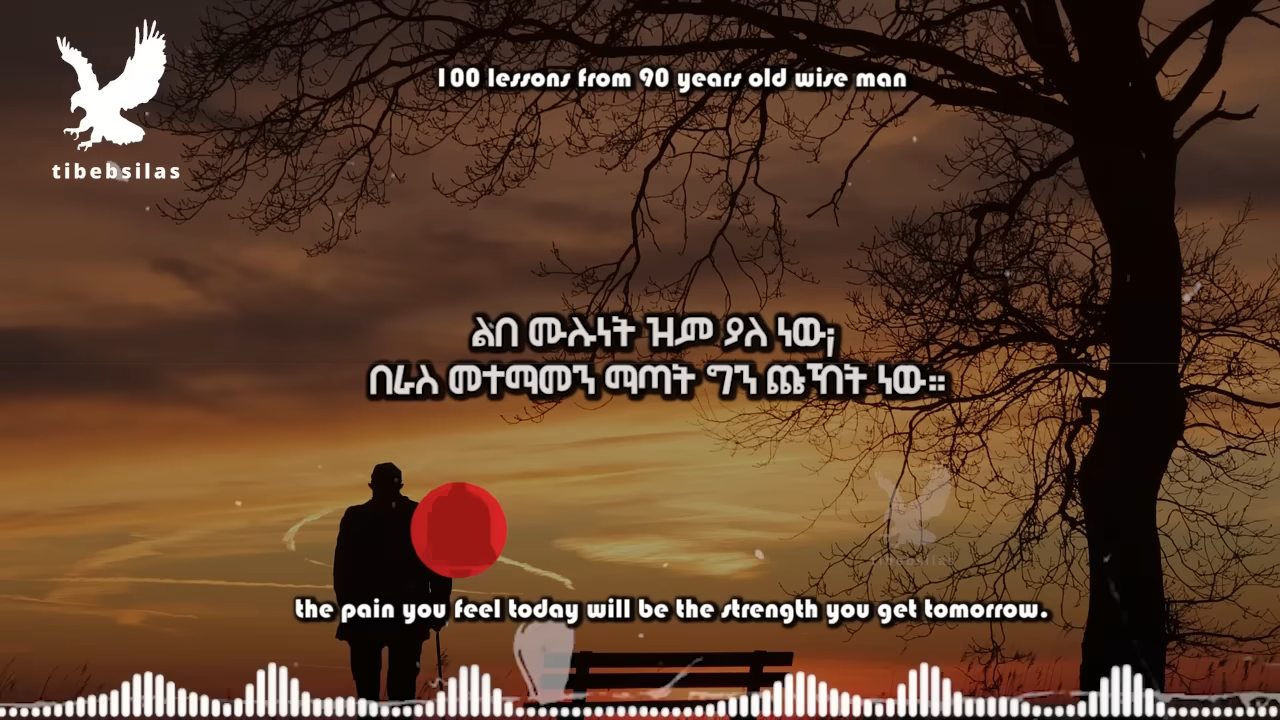 tibebsilas
100 lessons from 90 years old wise man
ልበ ሙሉነት ዝም ያለ ነው፤
በራስ መተማመን ማጣት ግን ጩኸት ነው።
tibebsilas
the pain you feel today will be the strength you get tomorrow.